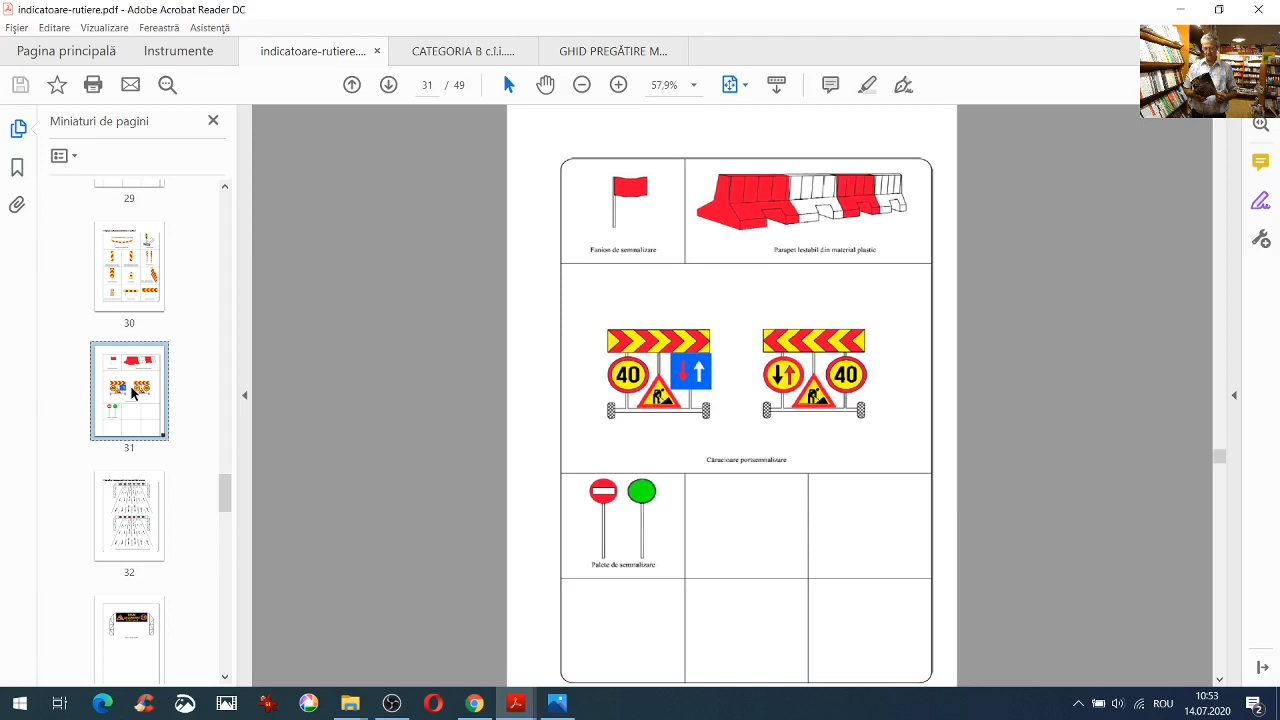 indicatoare-rutiere.pdf - Adobe Acrobat Reader DC
Fișier Editare Vizualizare Fereastră Asistență
Pagina principală Instrumente indicatoare-rutiere.... × CATEGORIA B c.î.i... GHID PREGĂTIRE M...
31 / 49 57,9%
Miniaturi de pagini
29
30
31
32
Fanion de semnalizare Parapet lestabil din material plastic
40 40
Cărucioare portsemnalizare
Palete de semnalizare
ROU 10:53
14.07.2020 2